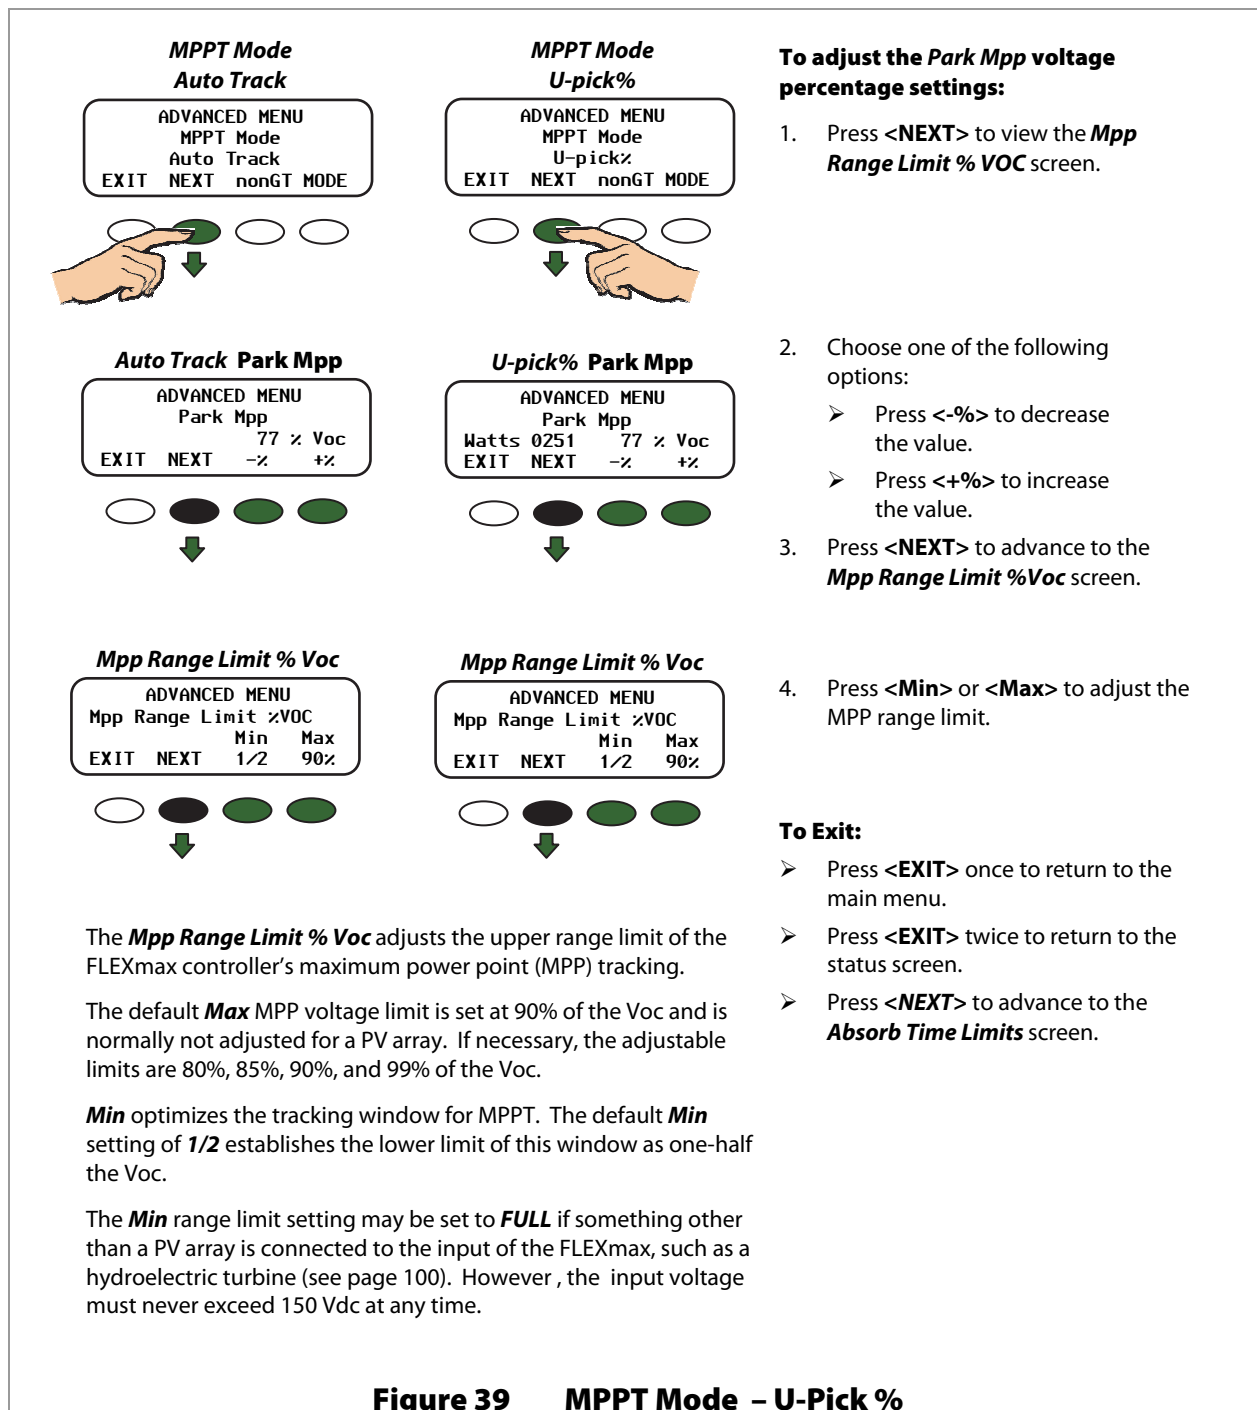 MPPT Mode
Auto Track
ADVANCED MENU
MPPT Mode
Auto Track
EXIT NEXT nonGT MODE
MPPT Mode
U-pick%
ADVANCED MENU
MPPT Mode
U-pick%
EXIT NEXT nonGT MODE
To adjust the Park Mpp voltage
percentage settings:
1. Press <NEXT> to view the Mpp
Range Limit % VOC screen.
Auto Track Park Mpp
ADVANCED MENU
Park Mpp
77 % Voc
EXIT NEXT -% +%
U-pick% Park Mpp
ADVANCED MENU
Park Mpp
Watts 0251 77 % Voc
EXIT NEXT -% +%
2. Choose one of the following
options:
➢ Press <-%> to decrease
the value.
➢ Press <+%> to increase
the value.
3. Press <NEXT> to advance to the
Mpp Range Limit %Voc screen.
Mpp Range Limit % Voc
ADVANCED MENU
Mpp Range Limit %VOC
Min Max
EXIT NEXT 1/2 90%
Mpp Range Limit % Voc
ADVANCED MENU
Mpp Range Limit %VOC
Min Max
EXIT NEXT 1/2 90%
4. Press <Min> or <Max> to adjust the
MPP range limit.
To Exit:
➢ Press <EXIT> once to return to the
main menu.
➢ Press <EXIT> twice to return to the
status screen.
➢ Press <NEXT> to advance to the
Absorb Time Limits screen.
The Mpp Range Limit % Voc adjusts the upper range limit of the
FLEXmax controller's maximum power point (MPP) tracking.
The default Max MPP voltage limit is set at 90% of the Voc and is
normally not adjusted for a PV array. If necessary, the adjustable
limits are 80%, 85%, 90%, and 99% of the Voc.
Min optimizes the tracking window for MPPT. The default Min
setting of 1/2 establishes the lower limit of this window as one-half
the Voc.
The Min range limit setting may be set to FULL if something other
than a PV array is connected to the input of the FLEXmax, such as a
hydroelectric turbine (see page 100). However , the input voltage
must never exceed 150 Vdc at any time.
Figure 39 MPPT Mode – U-Pick %